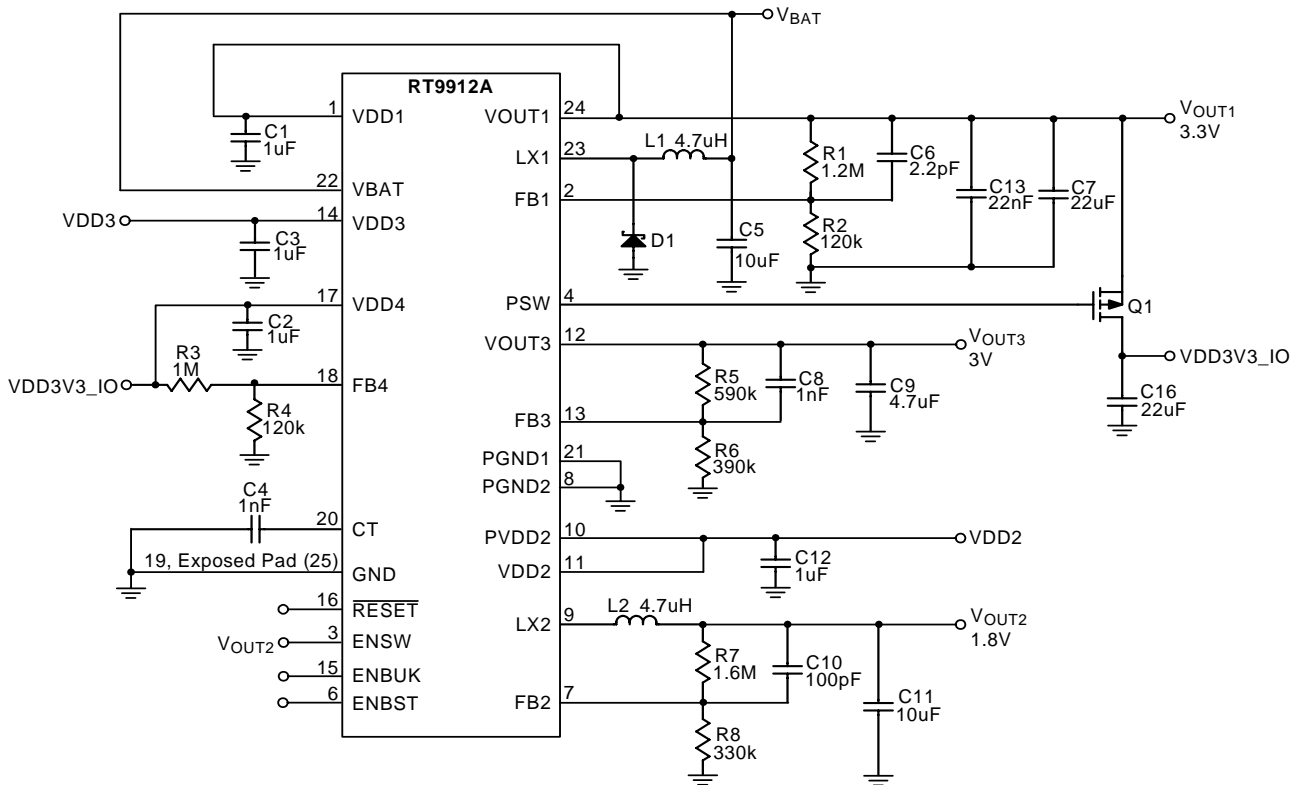 VBAT
RT9912A
1
VDD1
C1
1uF
22
VBAT
VDD3
14
VDD3
C3
1uF
17
VDD4
C2
1uF
R3
1M
VDD3V3_IO
18
FB4
R4
120k
C4
1nF
20
CT
19, Exposed Pad (25)
GND
16
RESET
VOUT2
3
ENSW
15
ENBUK
6
ENBST
VOUT1
24
LX1
23
L1 4.7uH
FB1
2
D1
C5
10uF
R1
1.2M
C6
2.2pF
R2
120k
C13
22nF
C7
22uF
VOUT1
3.3V
PSW
4
Q1
VDD3V3_IO
C16
22uF
VOUT3
12
VOUT3
3V
R5
590k
C8
1nF
C9
4.7uF
FB3
13
R6
390k
PGND1
21
PGND2
8
PVDD2
10
VDD2
VDD2
11
C12
1uF
LX2
9
L2 4.7uH
VOUT2
1.8V
R7
1.6M
C10
100pF
C11
10uF
FB2
7
R8
330k